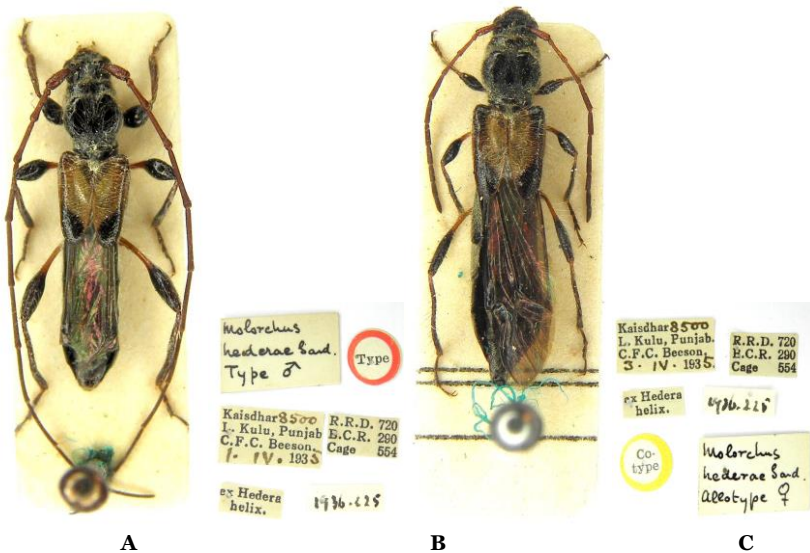 Molorchus
hederae Gard.
Type ♂
Type
Kaisdhar 8500
L. Kulu, Punjab
C.F.C. Beeson.
1. IV. 1935
R.R.D. 720
B.C.R. 290
Cage 554
ex Hedera
helix.
1936.225
Kaisdhar 8500
L. Kulu, Punjab.
C.F.C. Beeson.
3. IV. 1935.
R.R.D. 720
B.C.R. 290
Cage 554
ex Hedera
helix.
1936.225
Co-
type
Molorchus
hederae Gard.
Allotype ♀
A B C